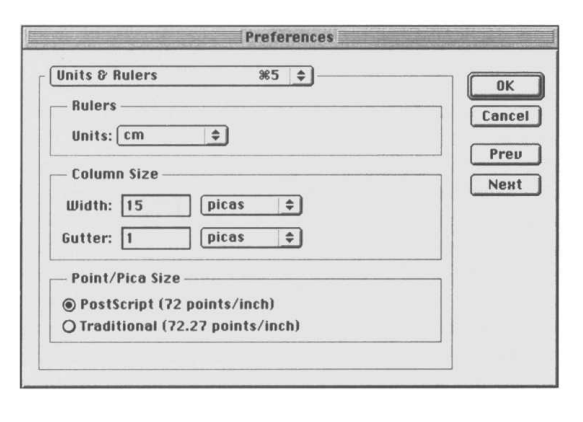 Preferences
Units & Rulers ⌘5
Rulers
Units: cm
Column Size
Width: 15 picas
Gutter: 1 picas
Point/Pica Size
PostScript (72 points/inch)
Traditional (72.27 points/inch)
OK
Cancel
Prev
Next